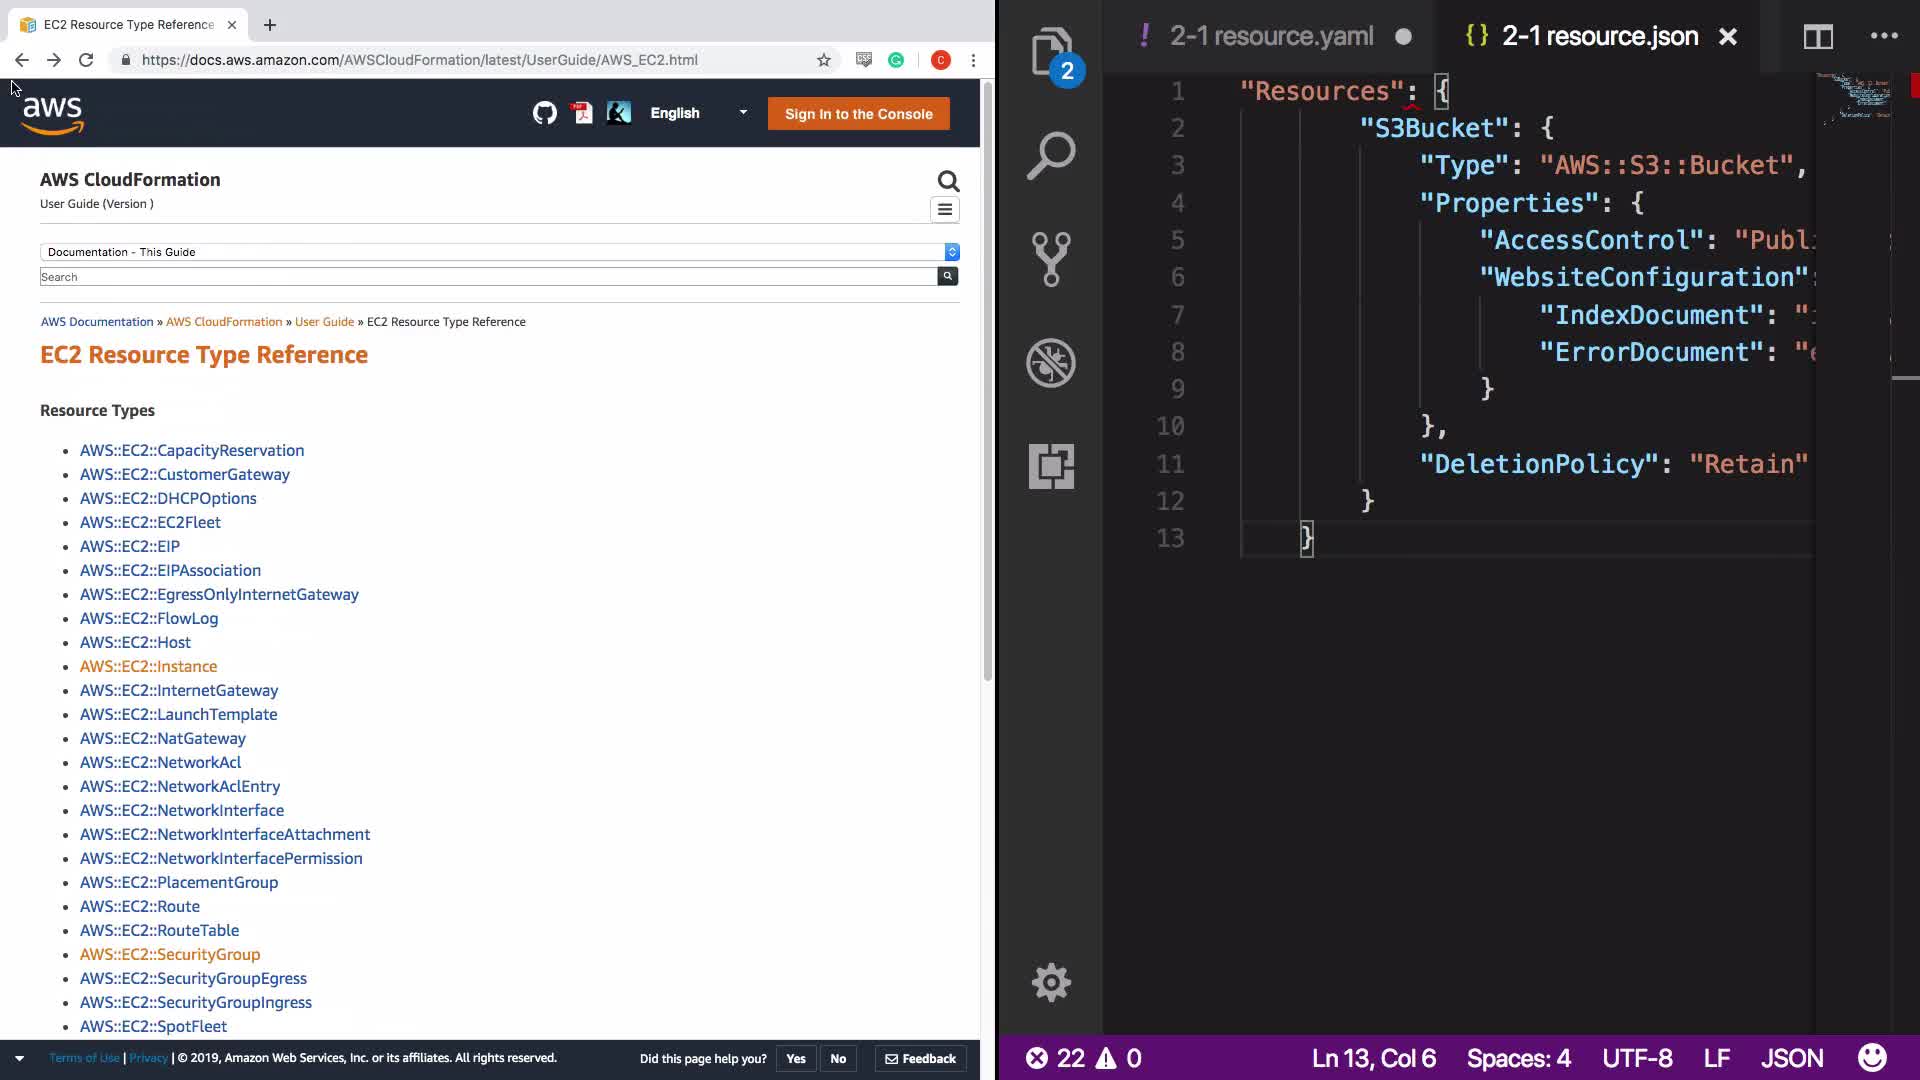 EC2 Resource Type Reference
https://docs.aws.amazon.com/AWSCloudFormation/latest/UserGuide/AWS_EC2.html
C
aws
English
Sign In to the Console
AWS CloudFormation
User Guide (Version )
Documentation - This Guide
Search
AWS Documentation » AWS CloudFormation » User Guide » EC2 Resource Type Reference
EC2 Resource Type Reference
Resource Types
AWS::EC2::CapacityReservation
AWS::EC2::CustomerGateway
AWS::EC2::DHCPOptions
AWS::EC2::EC2Fleet
AWS::EC2::EIP
AWS::EC2::EIPAssociation
AWS::EC2::EgressOnlyInternetGateway
AWS::EC2::FlowLog
AWS::EC2::Host
AWS::EC2::Instance
AWS::EC2::InternetGateway
AWS::EC2::LaunchTemplate
AWS::EC2::NatGateway
AWS::EC2::NetworkAcl
AWS::EC2::NetworkAclEntry
AWS::EC2::NetworkInterface
AWS::EC2::NetworkInterfaceAttachment
AWS::EC2::NetworkInterfacePermission
AWS::EC2::PlacementGroup
AWS::EC2::Route
AWS::EC2::RouteTable
AWS::EC2::SecurityGroup
AWS::EC2::SecurityGroupEgress
AWS::EC2::SecurityGroupIngress
AWS::EC2::SpotFleet
Terms of Use | Privacy | © 2019, Amazon Web Services, Inc. or its affiliates. All rights reserved.
Did this page help you? Yes No Feedback
2
! 2-1 resource.yaml
{} 2-1 resource.json
1 "Resources": {
2 "S3Bucket": {
3 "Type": "AWS::S3::Bucket",
4 "Properties": {
5 "AccessControl": "Publ
6 "WebsiteConfiguration":
7 "IndexDocument": "
8 "ErrorDocument": "
9 }
10 },
11 "DeletionPolicy": "Retain"
12 }
13 }
22 0
Ln 13, Col 6 Spaces: 4 UTF-8 LF JSON